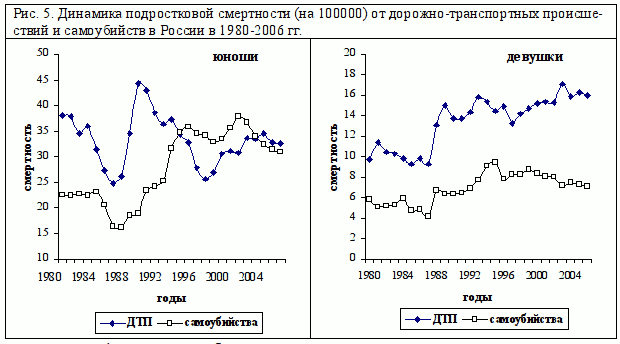 Рис. 5. Динамика подростковой смертности (на 100000) от дорожно-транспортных происше-
ствий и самоубийств в России в 1980-2006 гг.
юноши
50
45
40
35
30
25
20
15
10
смертность
1980 1984 1988 1992 1996 2000 2004
годы
ДТП самоубийства
девушки
20
18
16
14
12
10
8
6
4
2
0
смертность
1980 1984 1988 1992 1996 2000 2004
годы
ДТП самоубийства